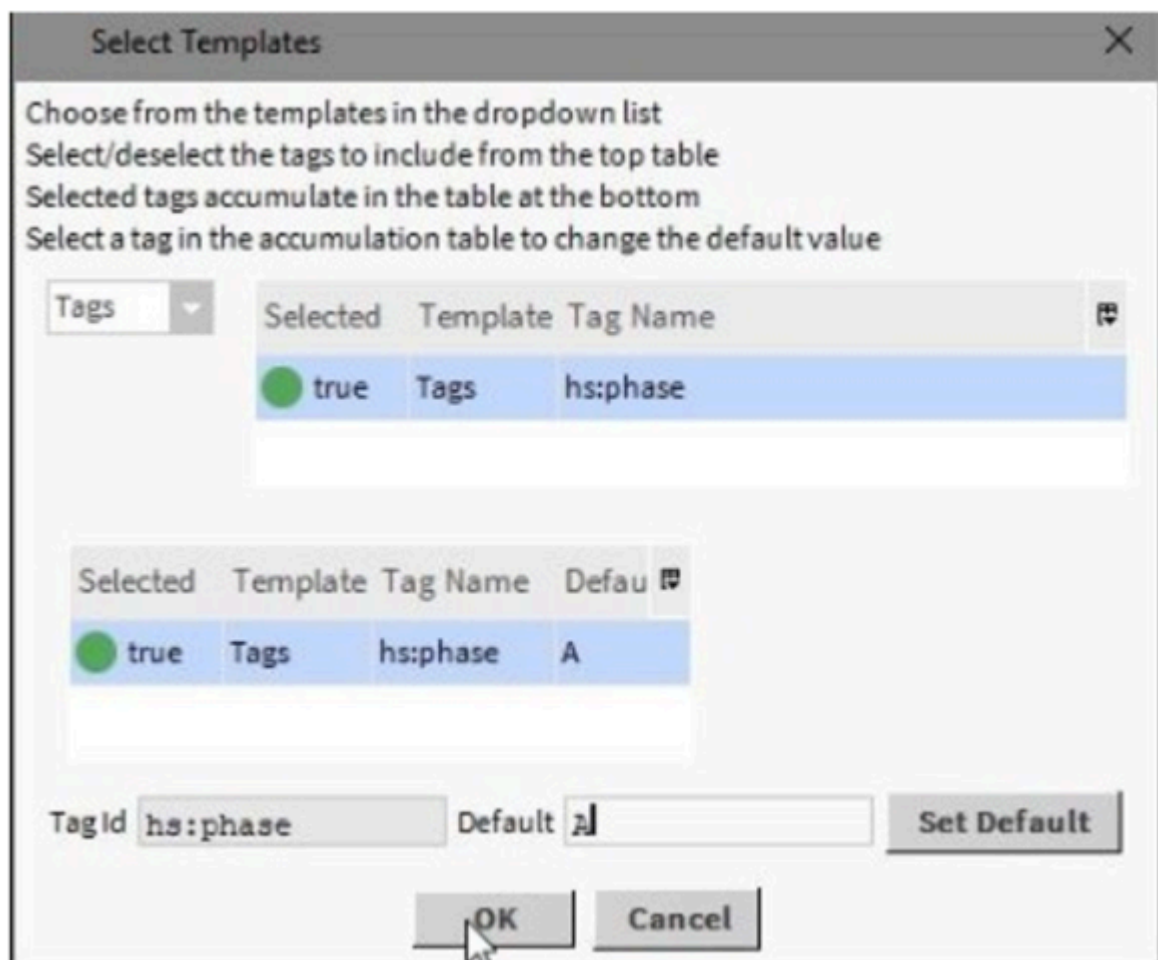 Select Templates
Choose from the templates in the dropdown list
Select/deselect the tags to include from the top table
Selected tags accumulate in the table at the bottom
Select a tag in the accumulation table to change the default value
Tags
Selected Template Tag Name
true Tags hs:phase
Selected Template Tag Name Defau
true Tags hs:phase A
Tag Id hs:phase Default A Set Default
OK Cancel